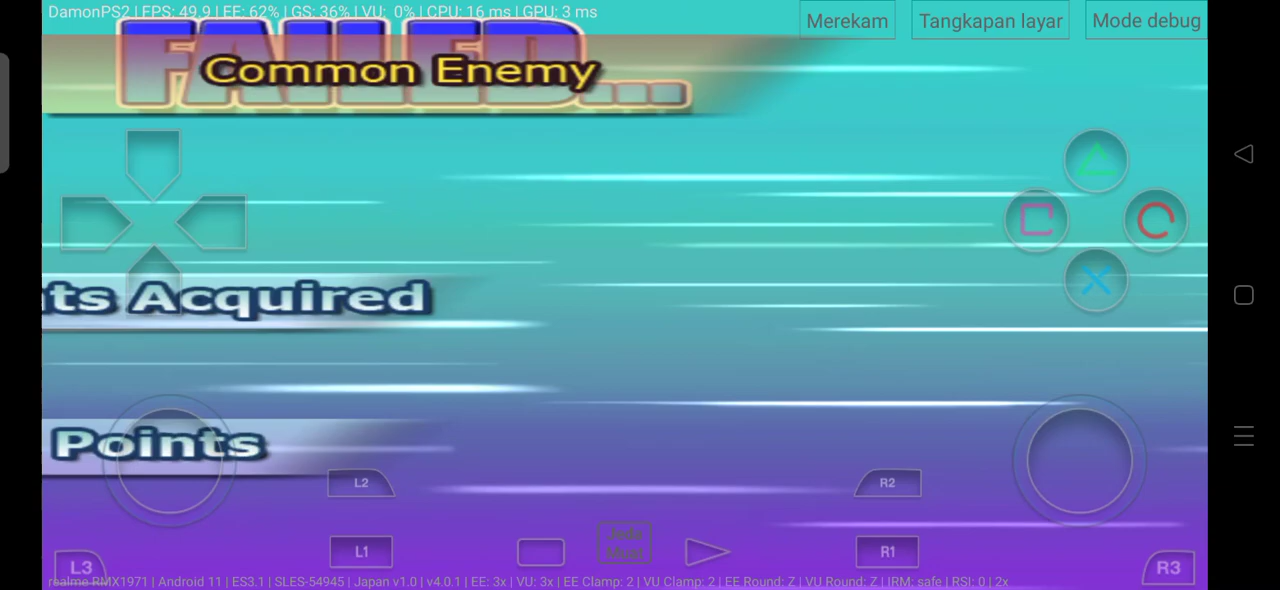 DamonPS2 | FPS: 49,9 | EE: 62% | GS: 36% | VU: 0% | CPU: 16 ms | GPU: 3 ms
Merekam
Tangkapan layar
Mode debug
FAILED...
Common Enemy
ts Acquired
Points
L2
R2
Jeda
Muat
L1
R1
L3
R3
realme RMX1971 | Android 11 | ES3.1 | SLES-54945 | Japan v1.0 | v4.0.1 | EE: 3x | VU: 3x | EE Clamp: 2 | VU Clamp: 2 | EE Round: Z | VU Round: Z | IRM: safe | RSI: 0 | 2x